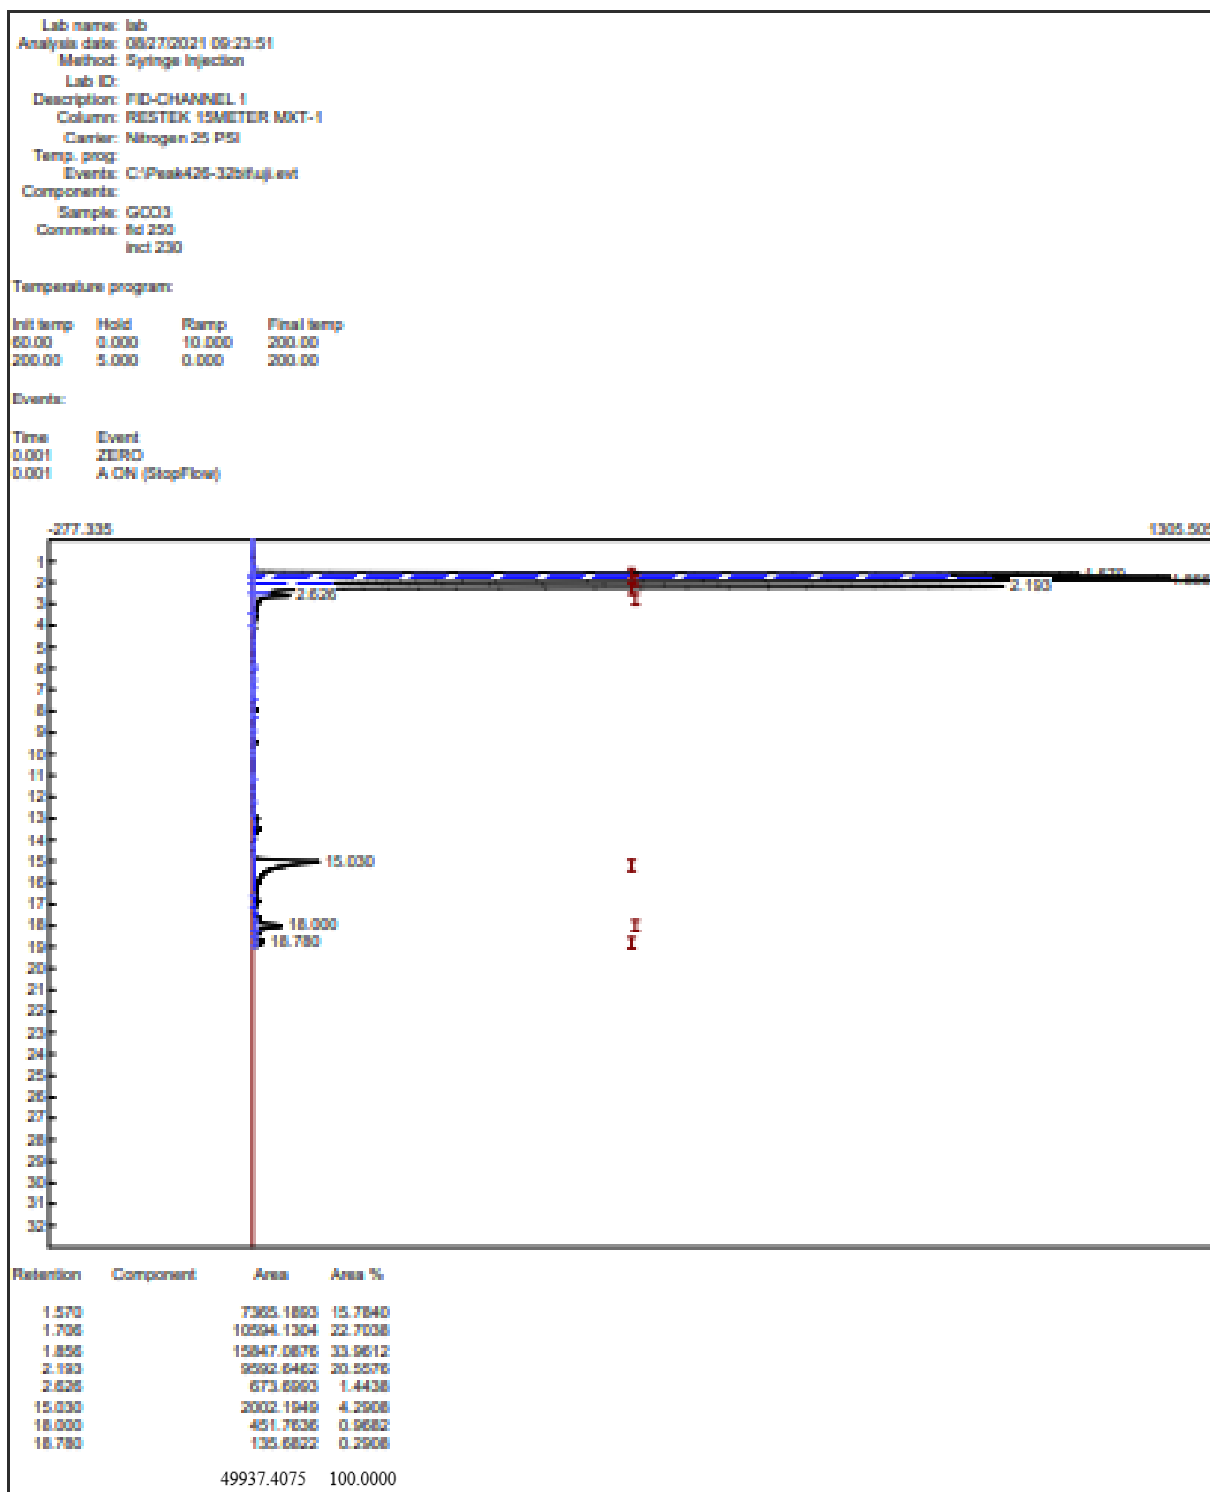 Lab name: lab
Analysis date: 08/27/2021 09:23:51
Method: Syringe Injection
Lab ID:
Description: FID-CHANNEL 1
Column: RESTEK 15METER MXT-1
Carrier: Nitrogen 25 PSI
Temp. prog:
Events:
Components:
Sample: GC33
Comments: fid 250
inct 230
Temperature program:
Init temp Hold Ramp Final temp
60.00 0.000 10.000 200.00
200.00 5.000 0.000 200.00
Events:
Time Event
0.001 ZERO
0.001 A ON (StopFlow)
-277.335 1305.505
1
2
3
4
5
6
7
8
9
10
11
12
13
14
15
16
17
18
19
20
21
22
23
24
25
26
27
28
29
30
31
32
2.193
2.626
15.030
18.000
18.780
Retention Component Area Area %
1.570 7365.1893 15.7840
1.706 10594.1304 22.7038
1.856 15847.0876 33.9612
2.193 9592.6462 20.5576
2.626 673.6993 1.4438
15.030 2002.1949 4.2908
18.000 451.7636 0.9682
18.780 135.6822 0.2908
49937.4075 100.0000